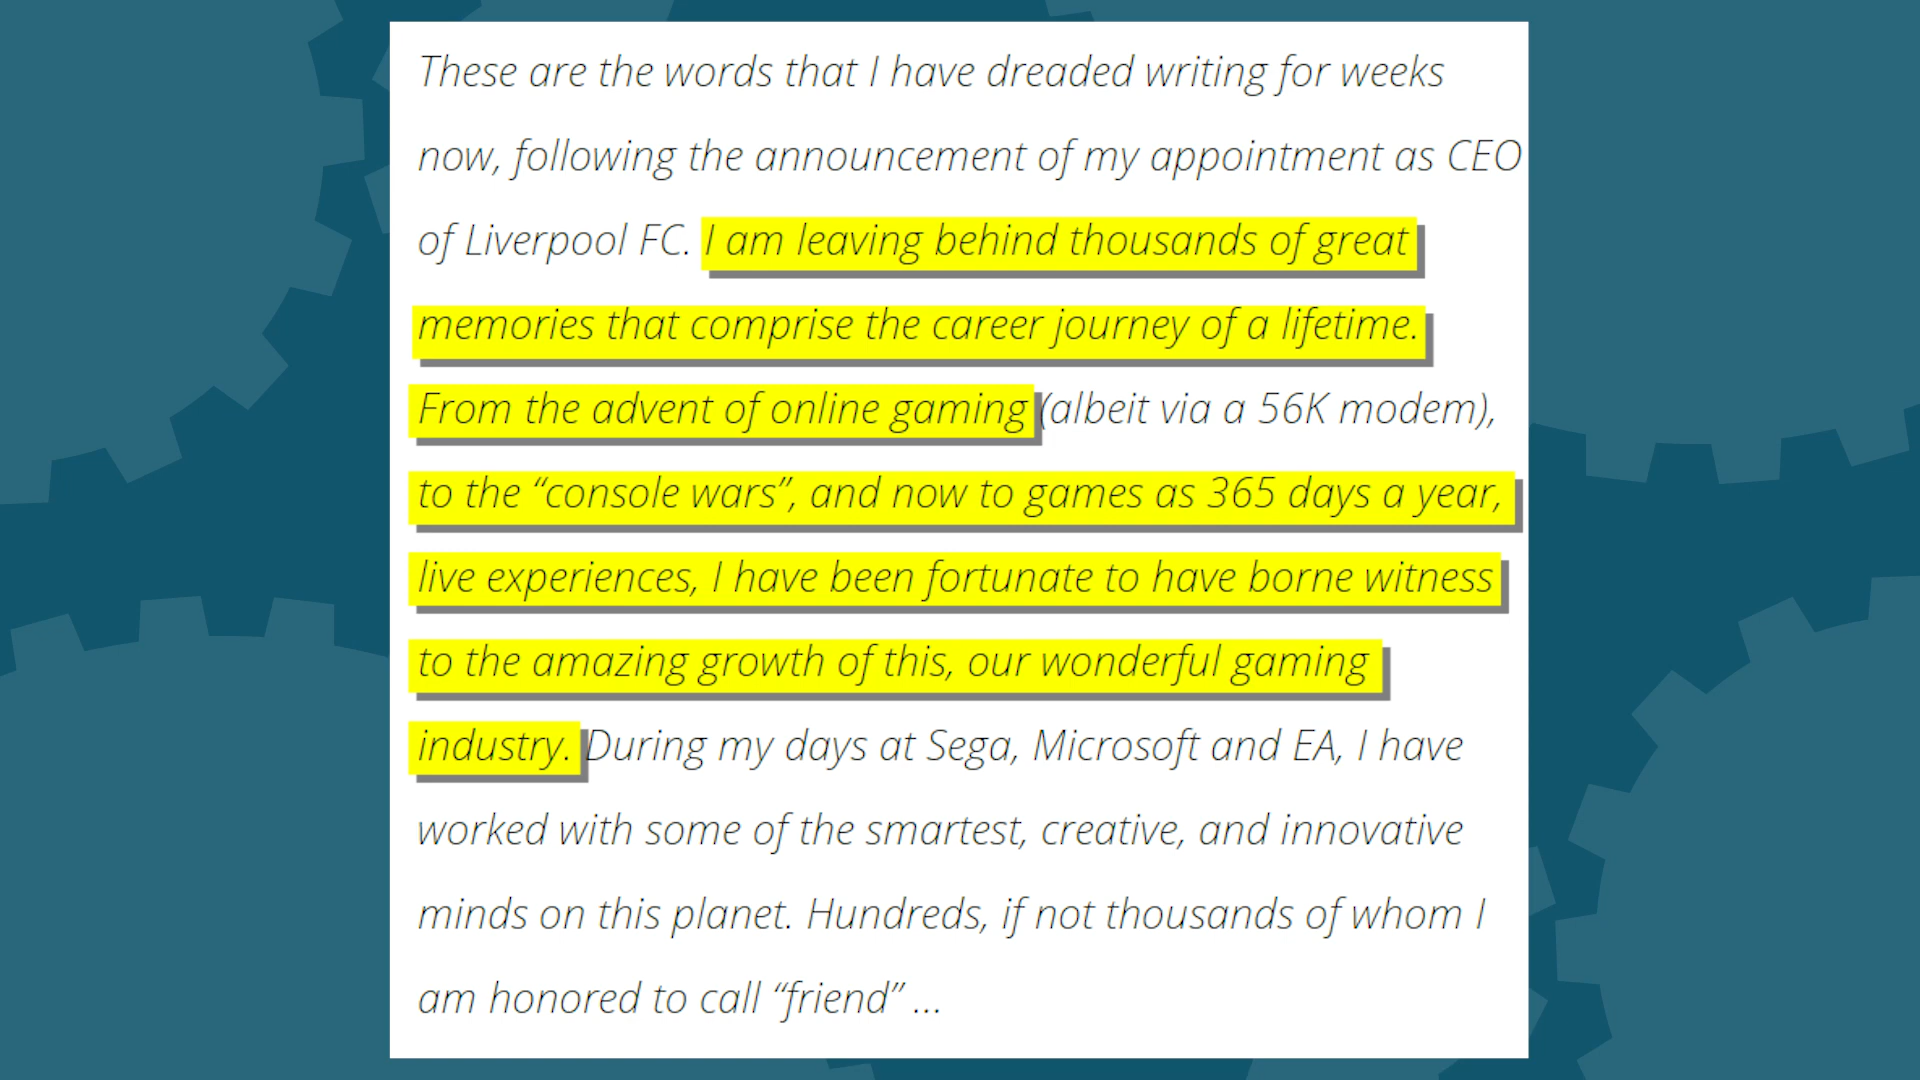 These are the words that I have dreaded writing for weeks
now, following the announcement of my appointment as CEO
of Liverpool FC. I am leaving behind thousands of great
memories that comprise the career journey of a lifetime.
From the advent of online gaming (albeit via a 56K modem),
to the “console wars”, and now to games as 365 days a year,
live experiences, I have been fortunate to have borne witness
to the amazing growth of this, our wonderful gaming
industry. During my days at Sega, Microsoft and EA, I have
worked with some of the smartest, creative, and innovative
minds on this planet. Hundreds, if not thousands of whom I
am honored to call “friend” ...